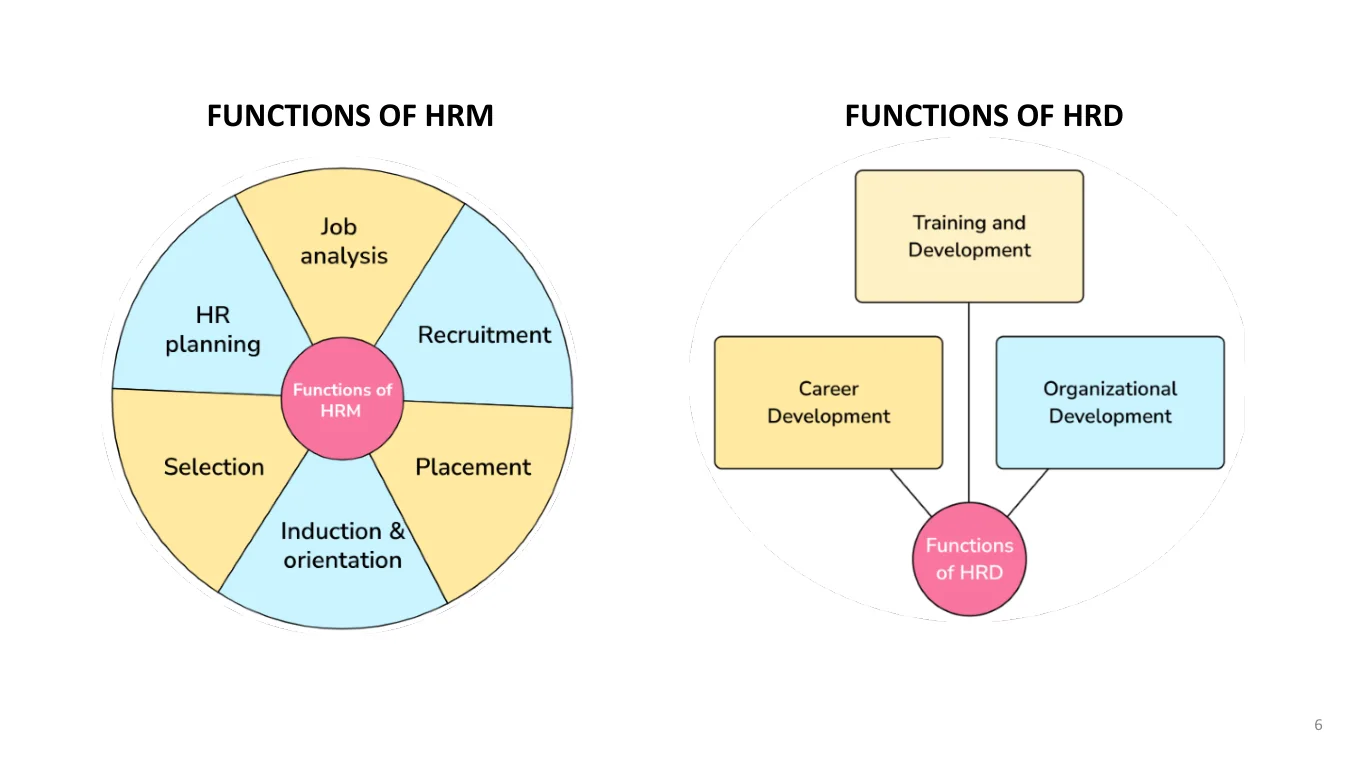 FUNCTIONS OF HRM
Job
analysis
HR
planning
Recruitment
Functions of
HRM
Selection
Placement
Induction &
orientation
FUNCTIONS OF HRD
Training and
Development
Career
Development
Organizational
Development
Functions
of HRD
6